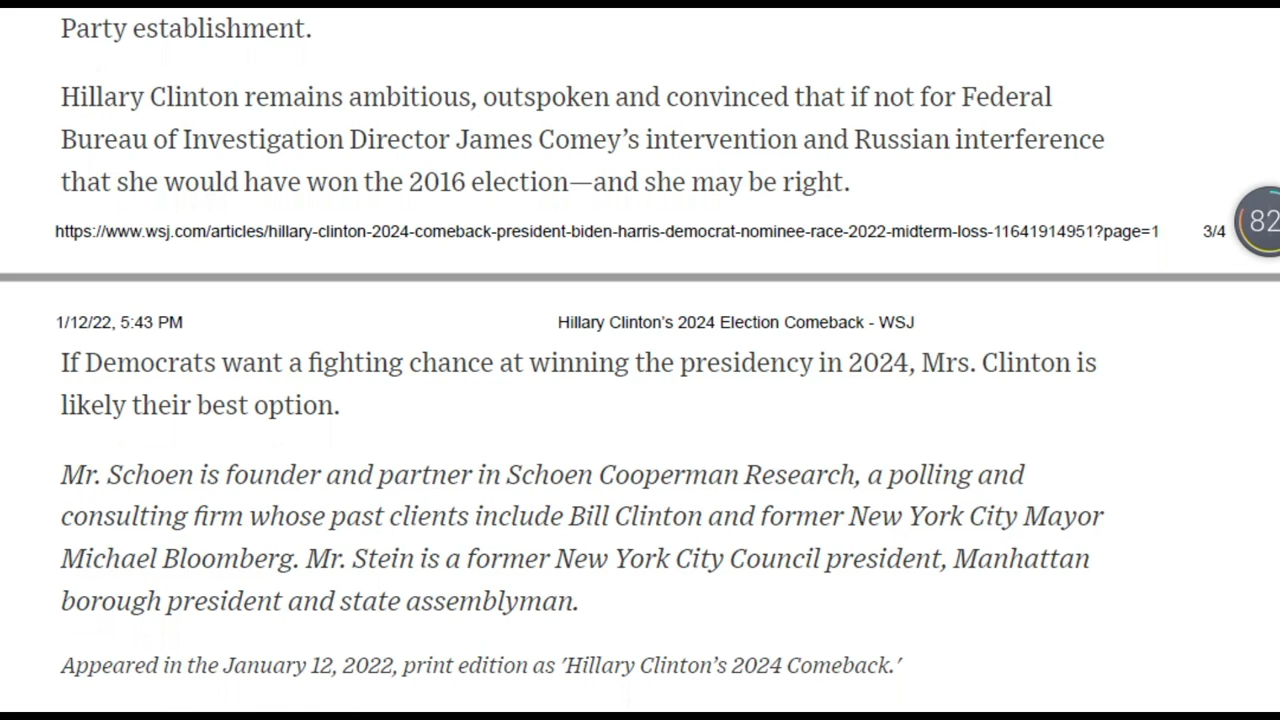 Party establishment.
Hillary Clinton remains ambitious, outspoken and convinced that if not for Federal
Bureau of Investigation Director James Comey’s intervention and Russian interference
that she would have won the 2016 election—and she may be right.
https://www.wsj.com/articles/hillary-clinton-2024-comeback-president-biden-harris-democrat-nominee-race-2022-midterm-loss-11641914951?page=1 3/4
82
1/12/22, 5:43 PM Hillary Clinton’s 2024 Election Comeback - WSJ
If Democrats want a fighting chance at winning the presidency in 2024, Mrs. Clinton is
likely their best option.
Mr. Schoen is founder and partner in Schoen Cooperman Research, a polling and
consulting firm whose past clients include Bill Clinton and former New York City Mayor
Michael Bloomberg. Mr. Stein is a former New York City Council president, Manhattan
borough president and state assemblyman.
Appeared in the January 12, 2022, print edition as 'Hillary Clinton’s 2024 Comeback.'